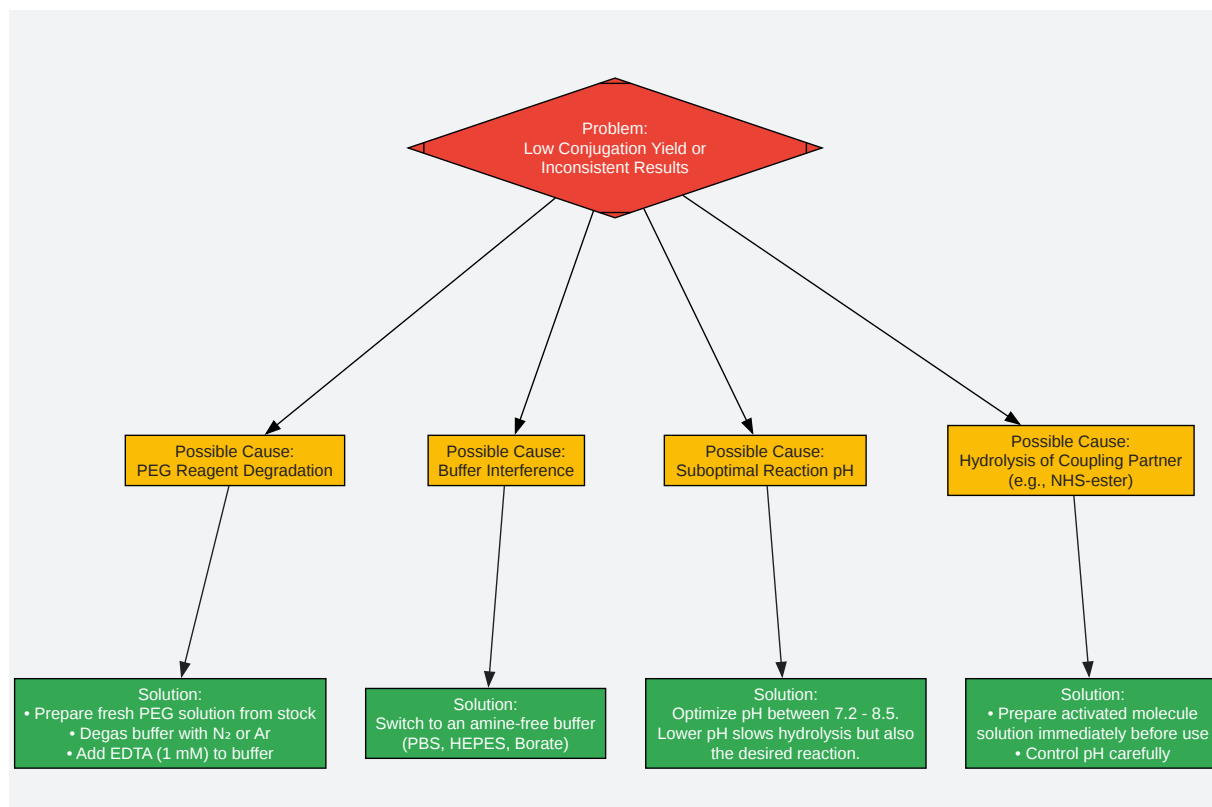 Problem:
Low Conjugation Yield or
Inconsistent Results
Possible Cause:
PEG Reagent Degradation
Possible Cause:
Buffer Interference
Possible Cause:
Suboptimal Reaction pH
Possible Cause:
Hydrolysis of Coupling Partner
(e.g., NHS-ester)
Solution:
• Prepare fresh PEG solution from stock
• Degas buffer with N₂ or Ar
• Add EDTA (1 mM) to buffer
Solution:
Switch to an amine-free buffer
(PBS, HEPES, Borate)
Solution:
Optimize pH between 7.2 - 8.5.
Lower pH slows hydrolysis but also
the desired reaction.
Solution:
• Prepare activated molecule
solution immediately before use
• Control pH carefully